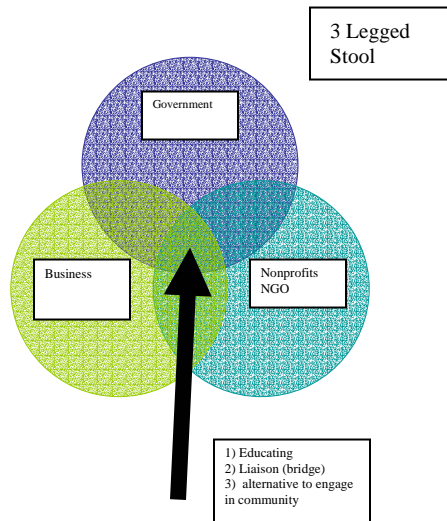 3 Legged
Stool
Government
Business
Nonprofits
NGO
1) Educating
2) Liaison (bridge)
3) alternative to engage
in community